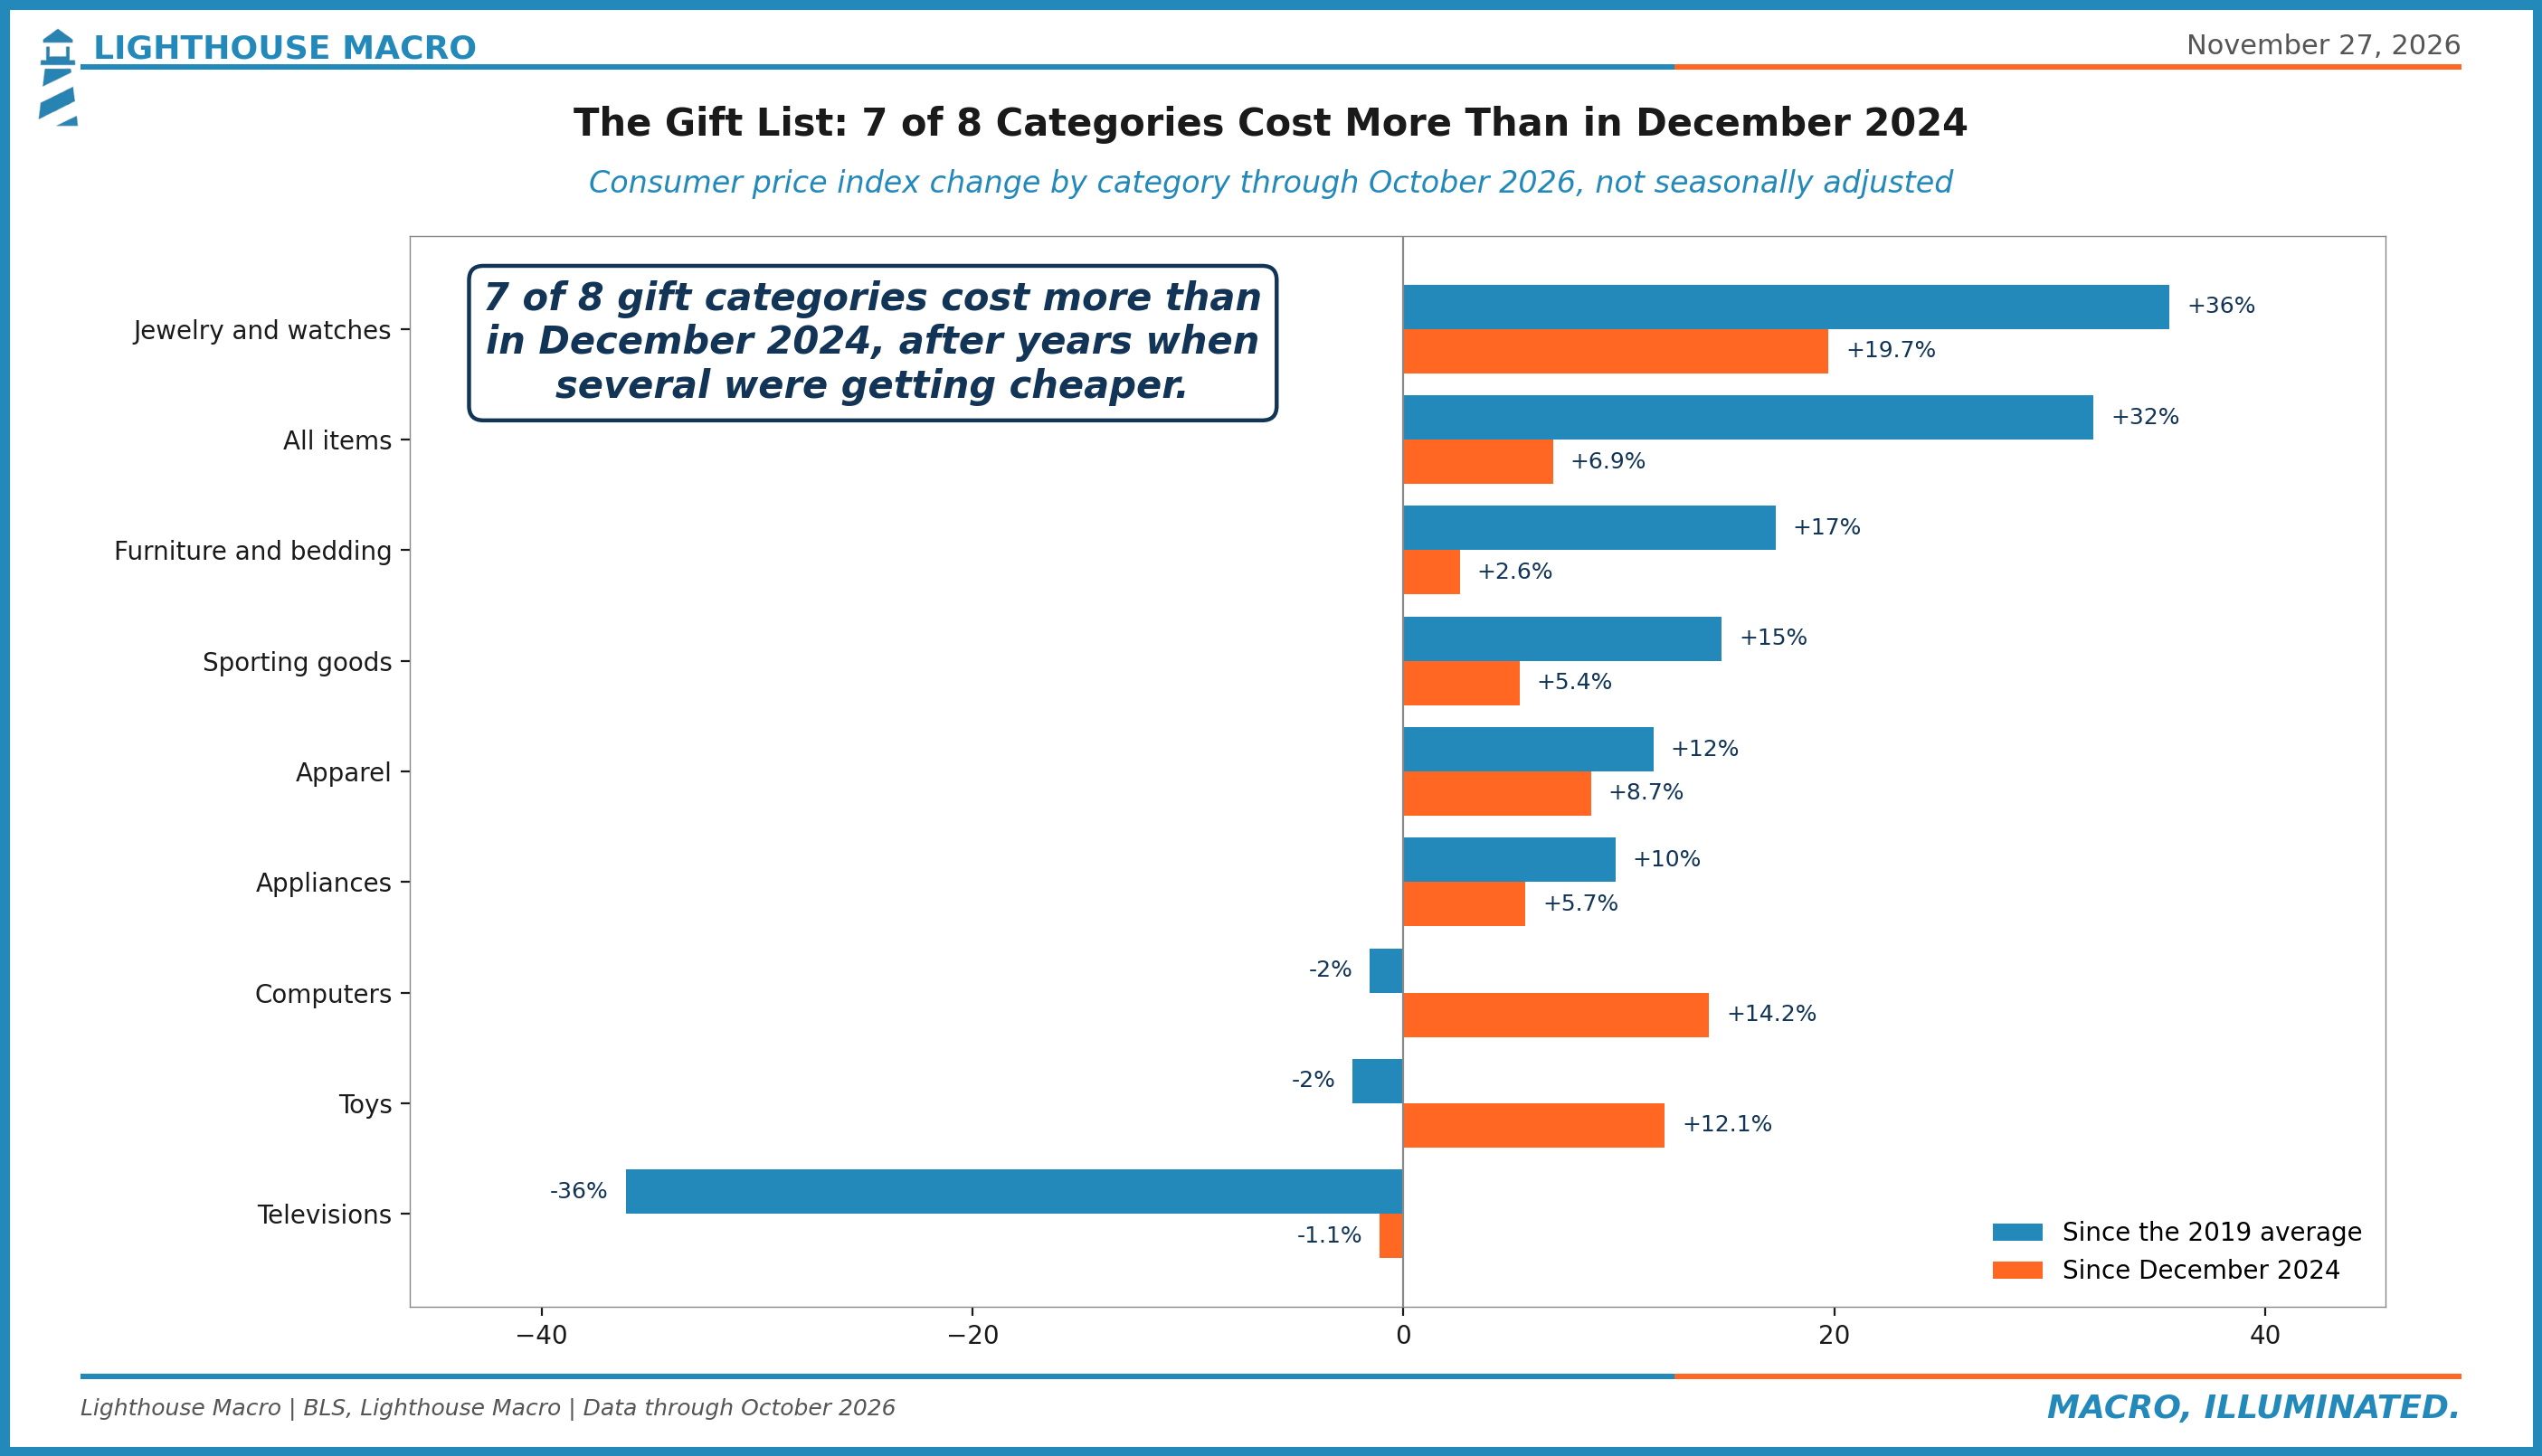 LIGHTHOUSE MACRO
November 27, 2026
The Gift List: 7 of 8 Categories Cost More Than in December 2024
Consumer price index change by category through October 2026, not seasonally adjusted
7 of 8 gift categories cost more than
in December 2024, after years when
several were getting cheaper.
Jewelry and watches
+36%
+19.7%
All items
+32%
+6.9%
Furniture and bedding
+17%
+2.6%
Sporting goods
+15%
+5.4%
Apparel
+12%
+8.7%
Appliances
+10%
+5.7%
Computers
-2%
+14.2%
Toys
-2%
+12.1%
Televisions
-36%
-1.1%
Since the 2019 average
Since December 2024
−40
−20
0
20
40
Lighthouse Macro | BLS, Lighthouse Macro | Data through October 2026
MACRO, ILLUMINATED.